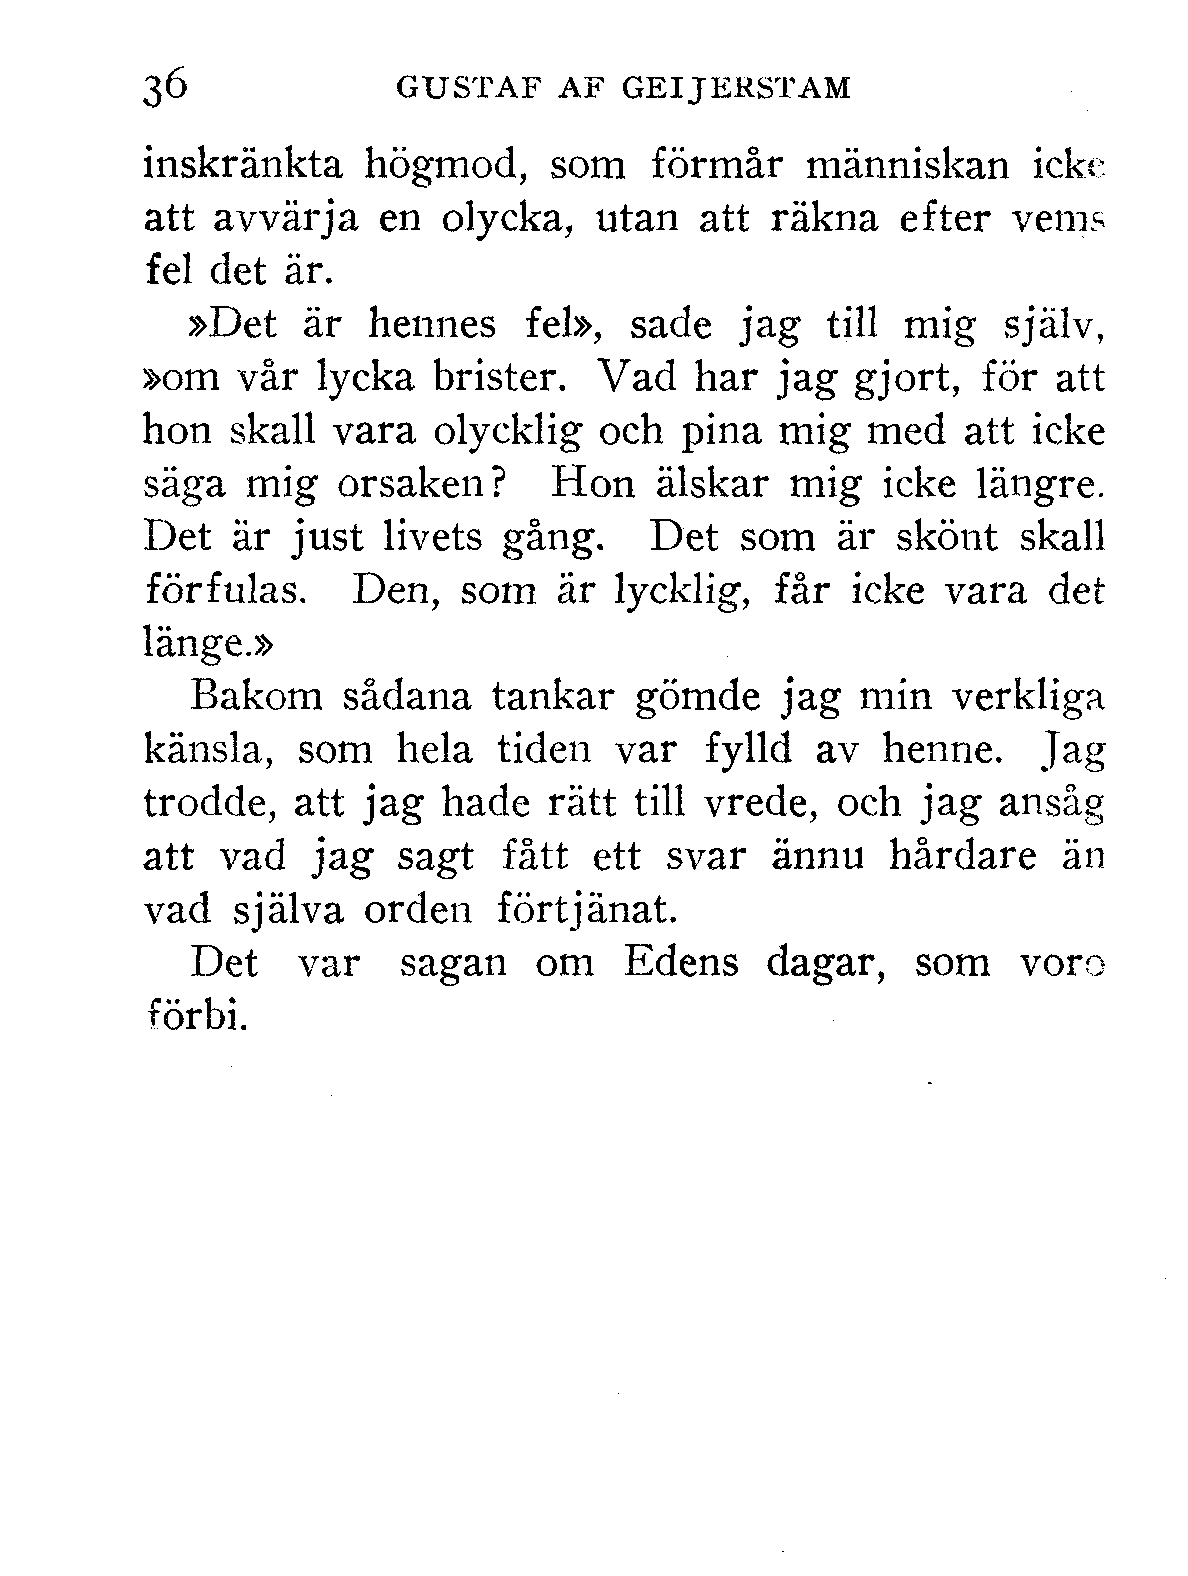 36 GUSTAF AF GEIJERSTAM
inskränkta högmod, som förmår människan icke
att avvärja en olycka, utan att räkna efter vems
fel det är.
»Det är hennes fel», sade jag till mig själv,
»om vår lycka brister. Vad har jag gjort, för att
hon skall vara olycklig och pina mig med att icke
säga mig orsaken? Hon älskar mig icke längre.
Det är just livets gång. Det som är skönt skall
förfulas. Den, som är lycklig, får icke vara det
länge.»
Bakom sådana tankar gömde jag min verkliga
känsla, som hela tiden var fylld av henne. Jag
trodde, att jag hade rätt till vrede, och jag ansåg
att vad jag sagt fått ett svar ännu hårdare än
vad själva orden förtjänat.
Det var sagan om Edens dagar, som voro
förbi.